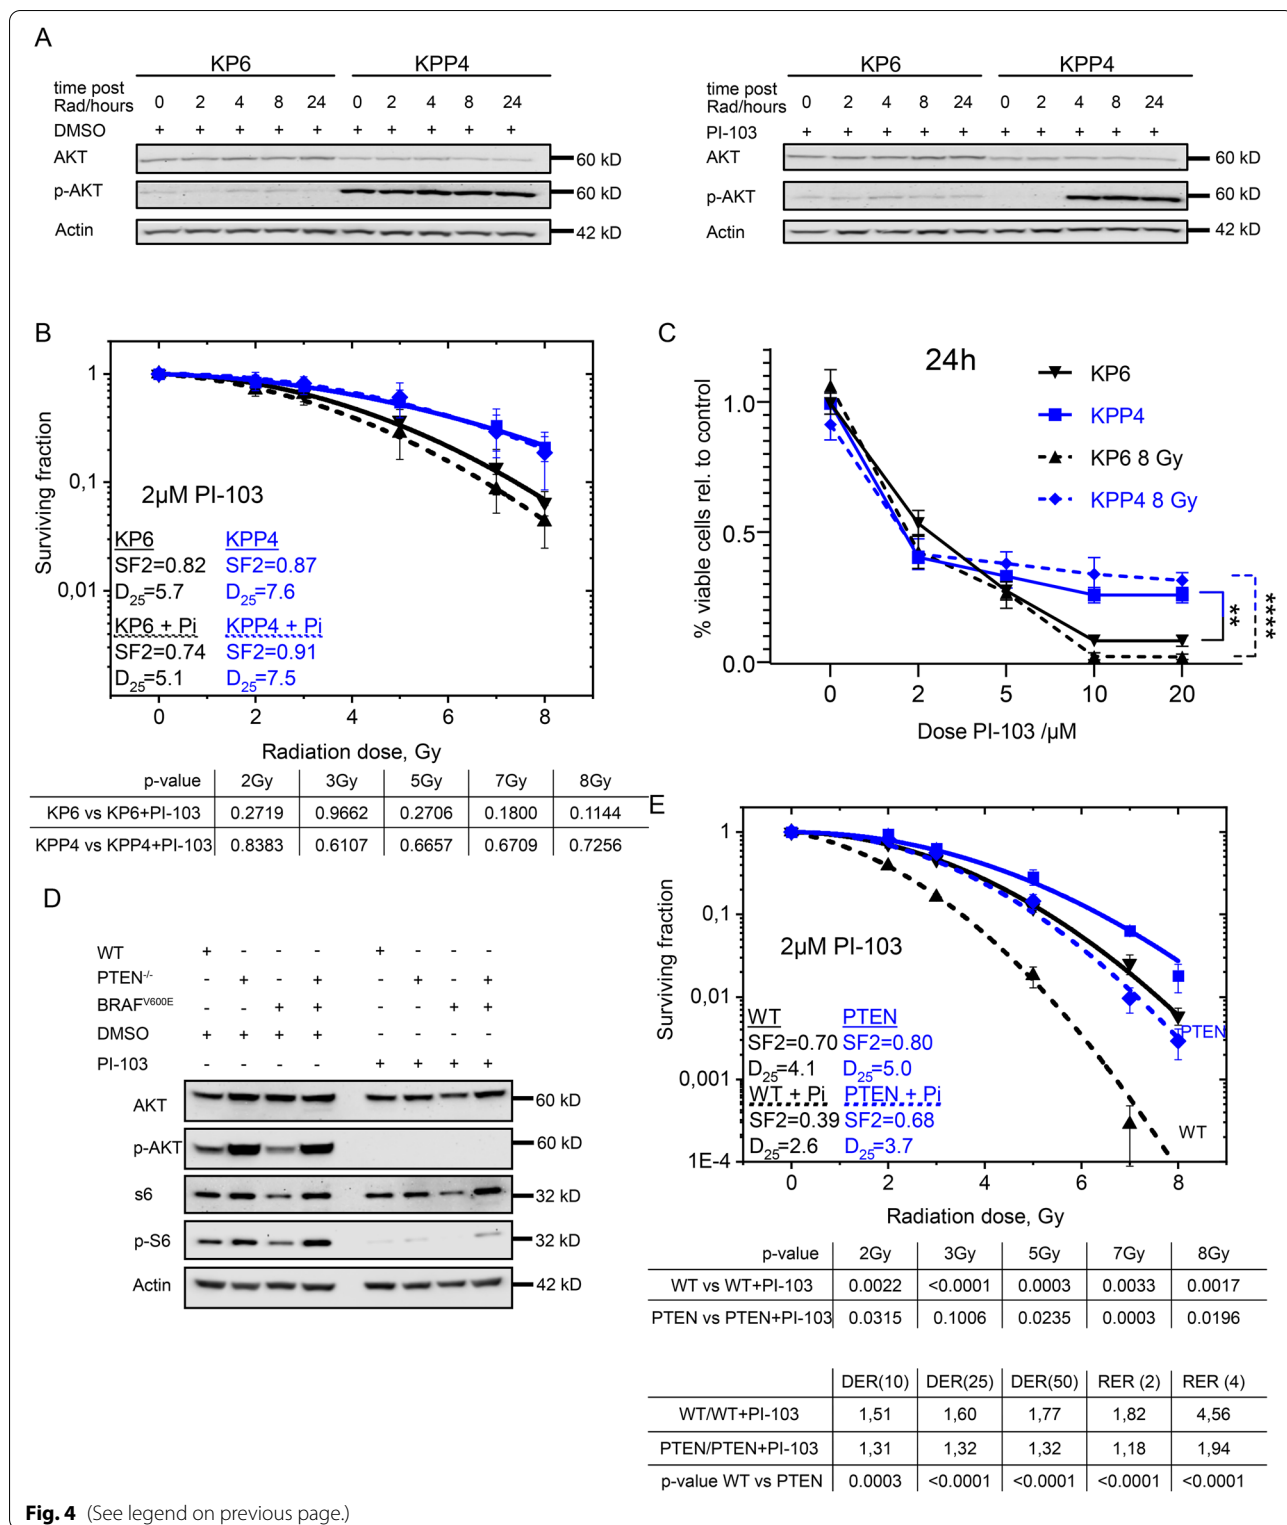 A
KP6 KPP4
time post
Rad/hours 0 2 4 8 24 0 2 4 8 24
DMSO + + + + + + + + + +
AKT 60 kD
p-AKT 60 kD
Actin 42 kD
KP6 KPP4
time post
Rad/hours 0 2 4 8 24 0 2 4 8 24
PI-103 + + + + + + + + + +
AKT 60 kD
p-AKT 60 kD
Actin 42 kD
B
Surviving fraction
1
0,1
0,01
2µM PI-103
KP6 KPP4
SF2=0.82 SF2=0.87
D25=5.7 D25=7.6
KP6 + Pi KPP4 + Pi
SF2=0.74 SF2=0.91
D25=5.1 D25=7.5
0 2 4 6 8
Radiation dose, Gy
p-value 2Gy 3Gy 5Gy 7Gy 8Gy
KP6 vs KP6+PI-103 0.2719 0.9662 0.2706 0.1800 0.1144
KPP4 vs KPP4+PI-103 0.8383 0.6107 0.6657 0.6709 0.7256
C
24h
% viable cells rel. to control
1.0
0.5
0.0
KP6
KPP4
KP6 8 Gy
KPP4 8 Gy
**
****
0 2 5 10 20
Dose PI-103 /µM
D
WT + - - - + - - -
PTEN-/- - + - + - + - +
BRAFV600E - - + + - - + +
DMSO + + + + - - - -
PI-103 - - - - + + + +
AKT 60 kD
p-AKT 60 kD
s6 32 kD
p-S6 32 kD
Actin 42 kD
E
Surviving fraction
1
0,1
0,01
0,001
1E-4
2µM PI-103
WT PTEN
SF2=0.70 SF2=0.80
D25=4.1 D25=5.0
WT + Pi PTEN + Pi
SF2=0.39 SF2=0.68
D25=2.6 D25=3.7
PTEN
WT
0 2 4 6 8
Radiation dose, Gy
p-value 2Gy 3Gy 5Gy 7Gy 8Gy
WT vs WT+PI-103 0.0022 <0.0001 0.0003 0.0033 0.0017
PTEN vs PTEN+PI-103 0.0315 0.1006 0.0235 0.0003 0.0196
DER(10) DER(25) DER(50) RER (2) RER (4)
WT/WT+PI-103 1,51 1,60 1,77 1,82 4,56
PTEN/PTEN+PI-103 1,31 1,32 1,32 1,18 1,94
p-value WT vs PTEN 0.0003 <0.0001 <0.0001 <0.0001 <0.0001
Fig. 4 (See legend on previous page.)